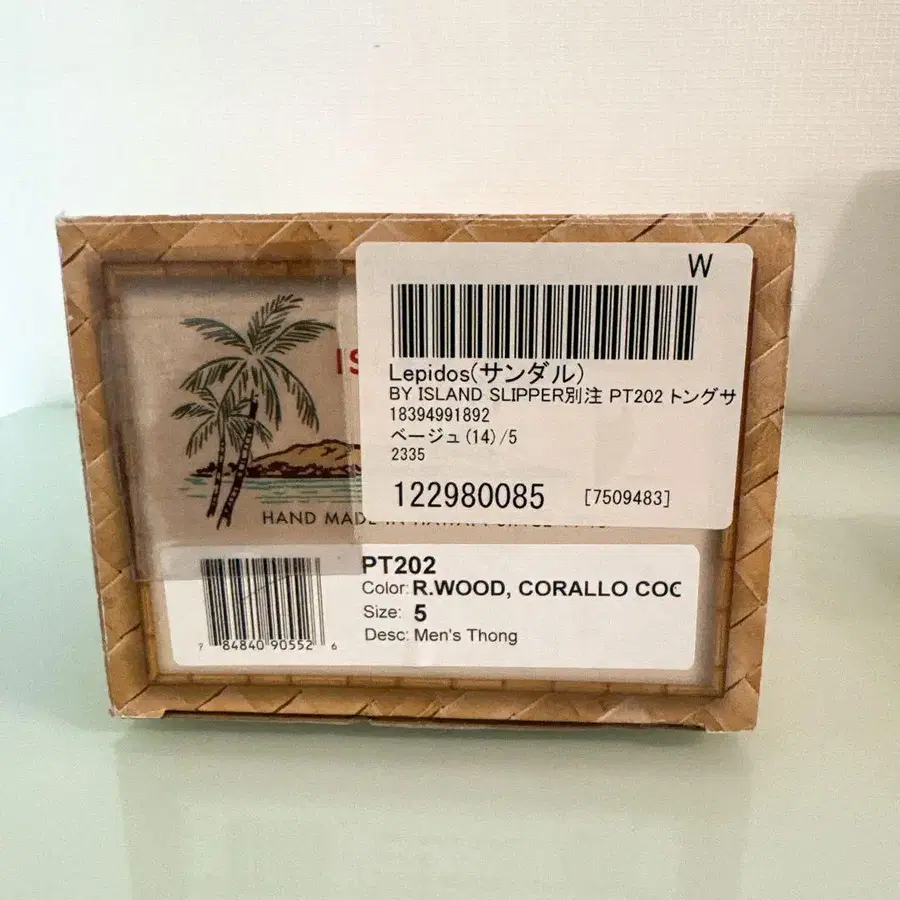 W
Lepidos(サンダル)
BY ISLAND SLIPPER別注 PT202 トングサ
18394991892
ベージュ(14)/5
2335
122980085 [7509483]
IS
HAND MADE IN HAWAII SINCE
PT202
Color: R.WOOD, CORALLO COC
Size: 5
Desc: Men's Thong
7 84840 90552 6